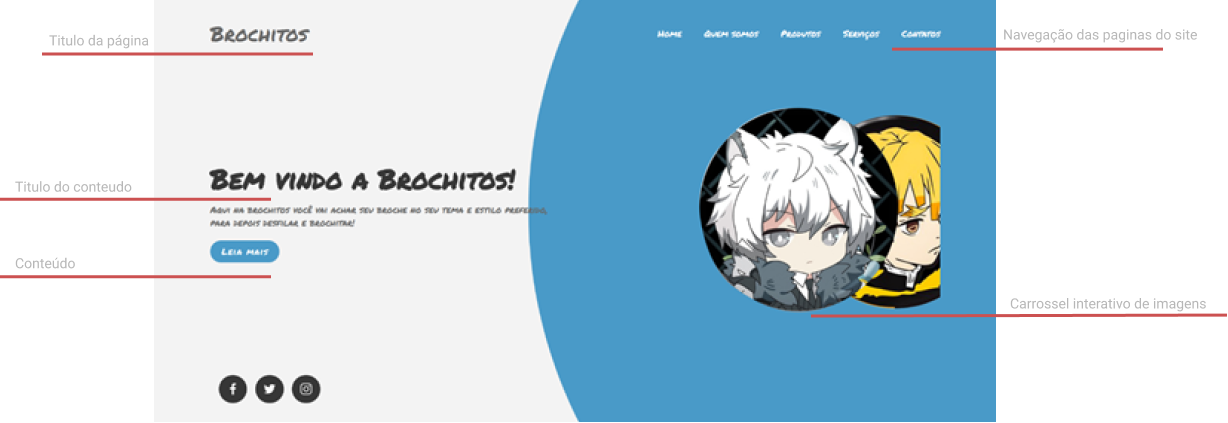 Titulo da página
BROCHITOS
HOME QUEM SOMOS PRODUTOS SERVIÇOS CONTATOS
Navegação das paginas do site
Titulo do conteudo
BEM VINDO A BROCHITOS!
AQUI NA BROCHITOS VOCÊ VAI ACHAR SEU BROCHE NO SEU TEMA E ESTILO PREFERIDO,
PARA DEPOIS DESFILAR E BROCHITAR!
LEIA MAIS
Conteúdo
Carrossel interativo de imagens